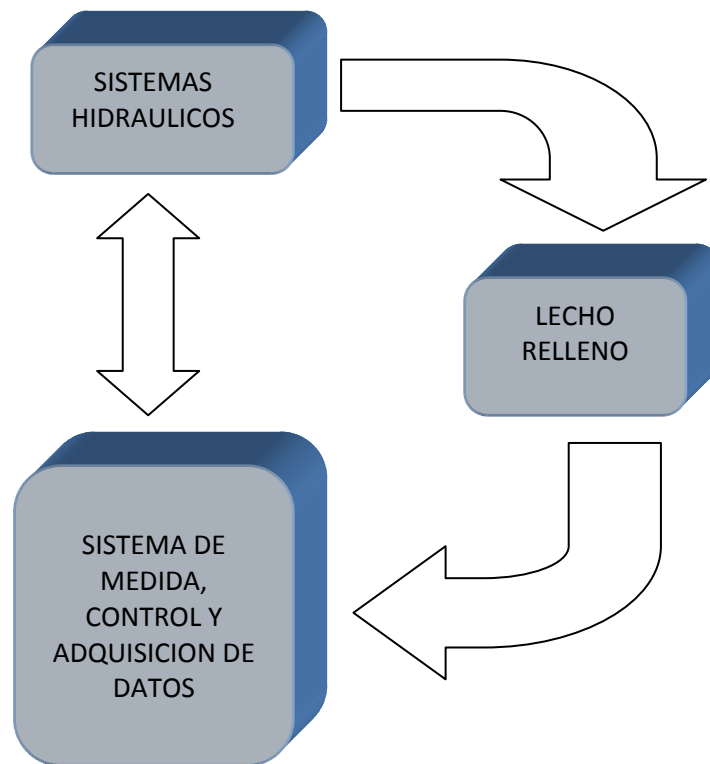 SISTEMAS
HIDRAULICOS
LECHO
RELLENO
SISTEMA DE
MEDIDA,
CONTROL Y
ADQUISICION DE
DATOS